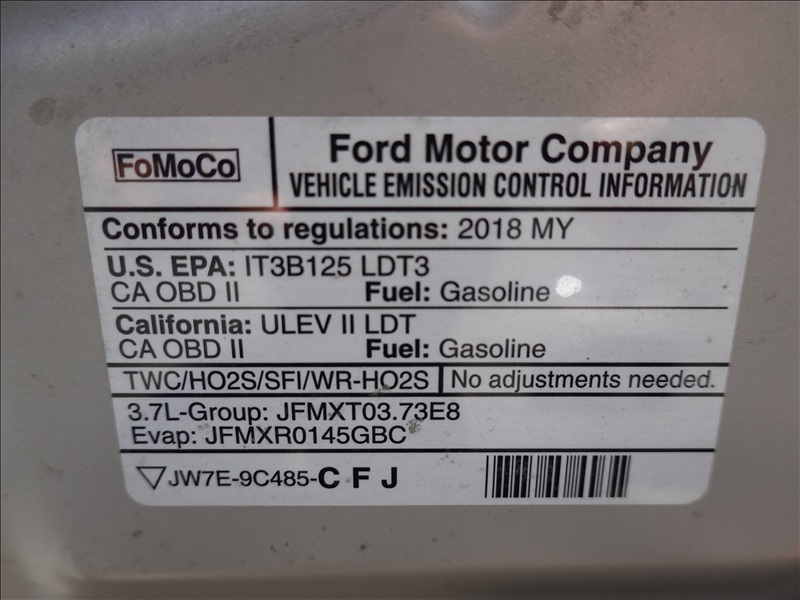 FoMoCo
Ford Motor Company
VEHICLE EMISSION CONTROL INFORMATION
Conforms to regulations: 2018 MY
U.S. EPA: IT3B125 LDT3
CA OBD II Fuel: Gasoline
California: ULEV II LDT
CA OBD II Fuel: Gasoline
TWC/HO2S/SFI/WR-HO2S No adjustments needed.
3.7L-Group: JFMXT03.73E8
Evap: JFMXR0145GBC
JW7E-9C485-C F J